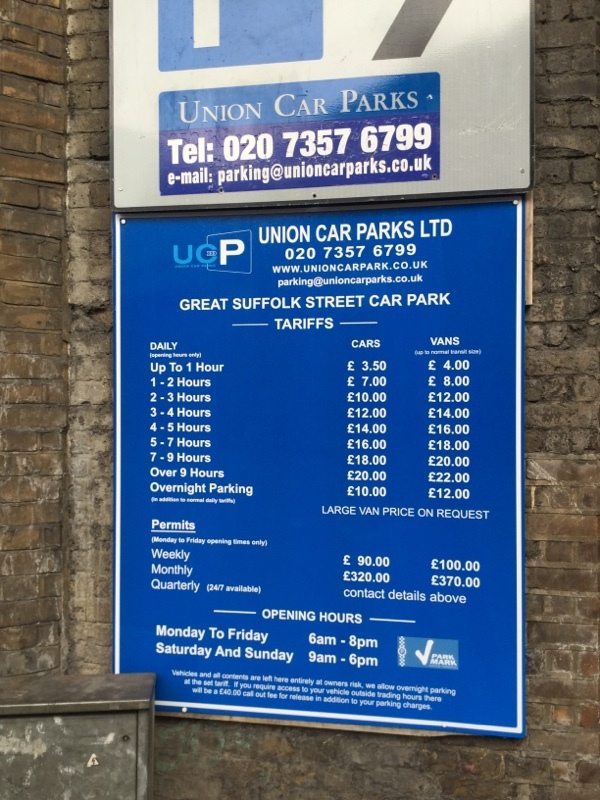 UNION CAR PARKS
Tel: 020 7357 6799
e-mail: parking@unioncarparks.co.uk
UCP UNION CAR PARKS LTD
020 7357 6799
WWW.UNIONCARPARK.CO.UK
parking@unioncarparks.co.uk
GREAT SUFFOLK STREET CAR PARK
TARIFFS
DAILY CARS VANS
(opening hours only) (up to normal transit size)
Up To 1 Hour £ 3.50 £ 4.00
1 - 2 Hours £ 7.00 £ 8.00
2 - 3 Hours £10.00 £12.00
3 - 4 Hours £12.00 £14.00
4 - 5 Hours £14.00 £16.00
5 - 7 Hours £16.00 £18.00
7 - 9 Hours £18.00 £20.00
Over 9 Hours £20.00 £22.00
Overnight Parking £10.00 £12.00
(in addition to normal daily tariffs)
LARGE VAN PRICE ON REQUEST
Permits
(Monday to Friday opening times only)
Weekly £ 90.00 £100.00
Monthly £320.00 £370.00
Quarterly (24/7 available) contact details above
OPENING HOURS
Monday To Friday 6am - 8pm
Saturday And Sunday 9am - 6pm
PARK
MARK
Vehicles and all contents are left here entirely at owners risk, we allow overnight parking
at the set tariff. If you require access to your vehicle outside trading hours there
will be a £40.00 call out fee for release in addition to your parking charges.